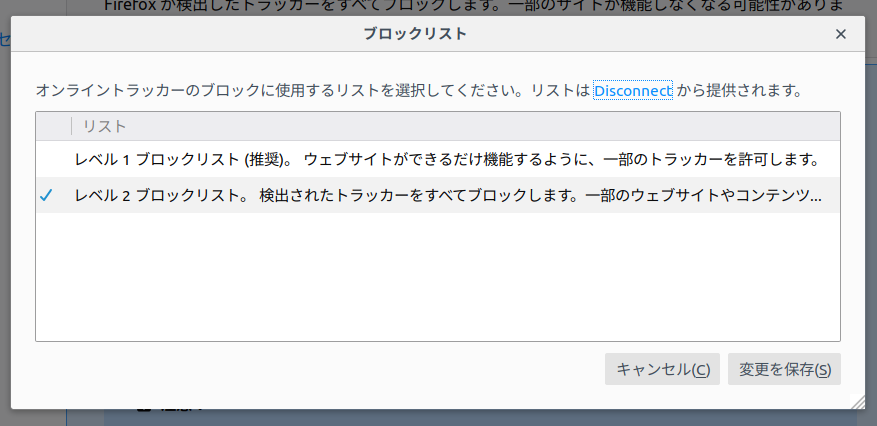 Firefox が検出したトラッカーをすべてブロックします。一部のサイトが機能しなくなる可能性がありま
ブロックリスト
オンライントラッカーのブロックに使用するリストを選択してください。リストは Disconnect から提供されます。
リスト
レベル 1 ブロックリスト (推奨)。 ウェブサイトができるだけ機能するように、一部のトラッカーを許可します。
レベル 2 ブロックリスト。 検出されたトラッカーをすべてブロックします。一部のウェブサイトやコンテンツ...
キャンセル(C)
変更を保存(S)